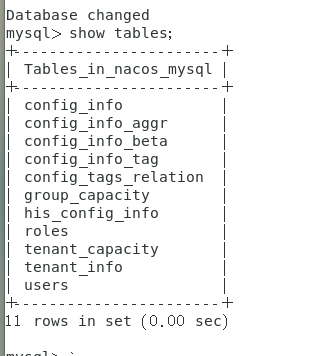 Database changed
mysql> show tables;
+-----------------------+
| Tables_in_nacos_mysql |
+-----------------------+
| config_info           |
| config_info_aggr      |
| config_info_beta      |
| config_info_tag       |
| config_tags_relation  |
| group_capacity        |
| his_config_info       |
| roles                 |
| tenant_capacity       |
| tenant_info           |
| users                 |
+-----------------------+
11 rows in set (0.00 sec)
mysql>